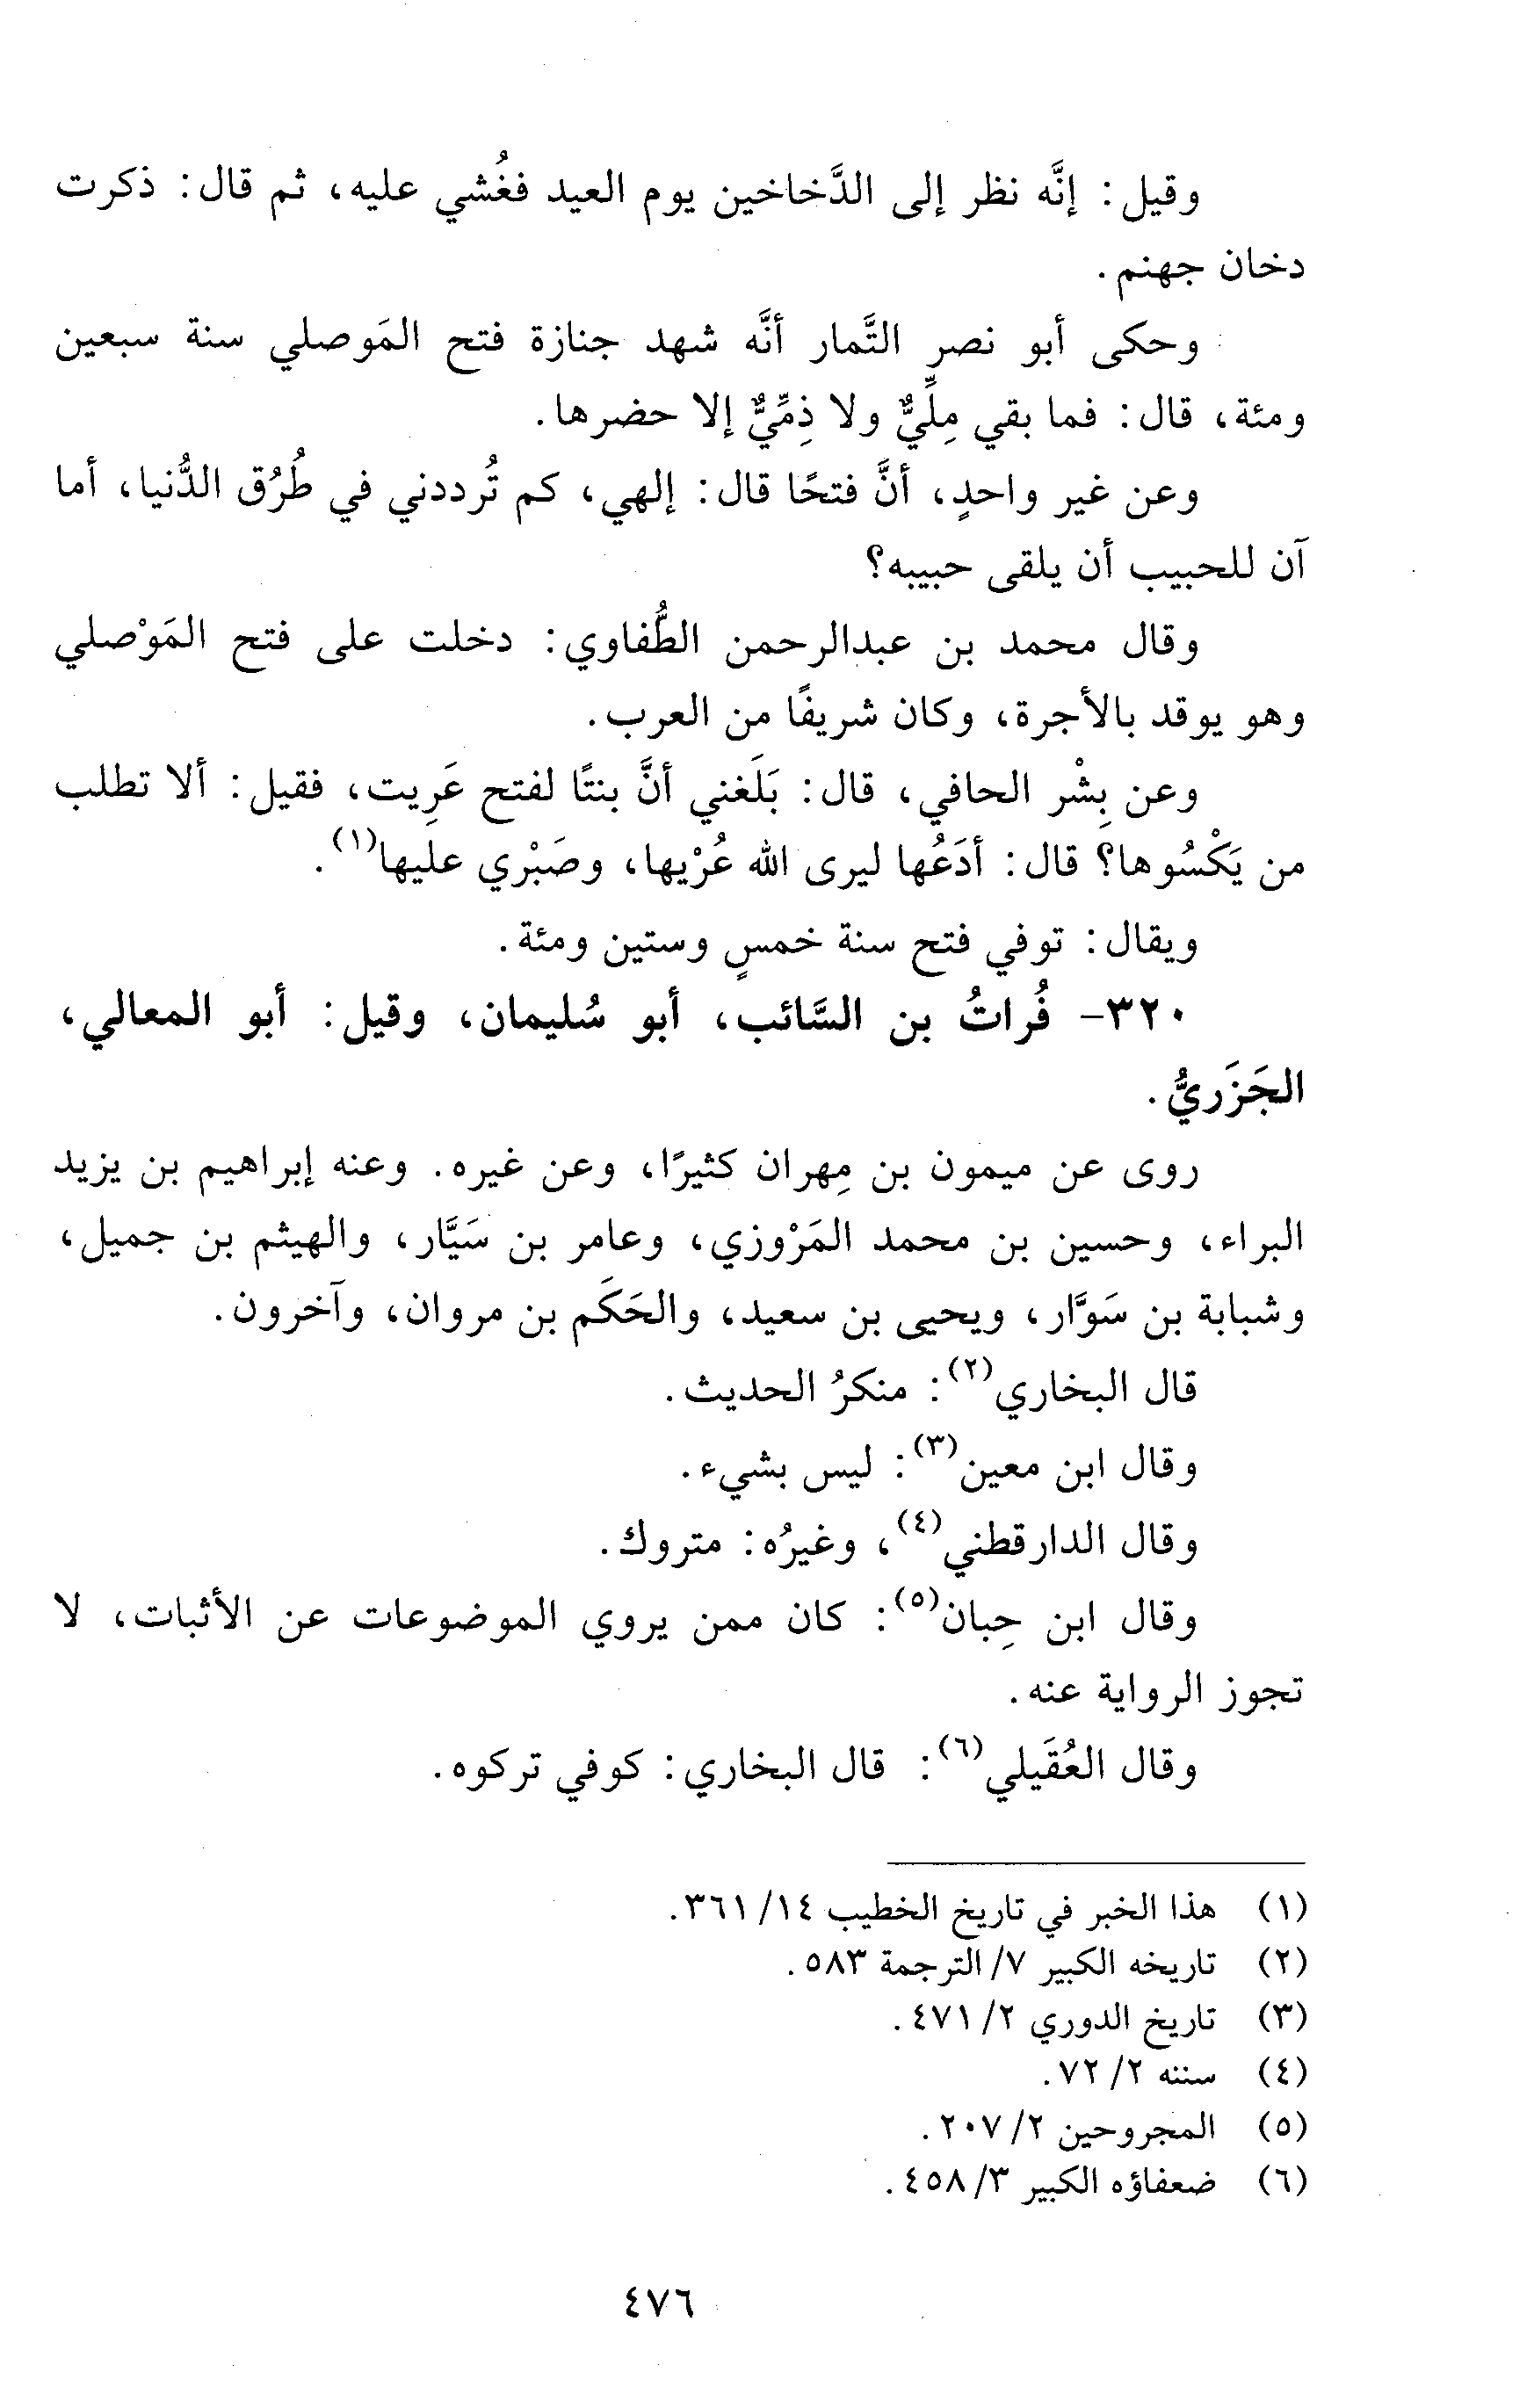 وقيل: إنَّه نظر إلى الدَّخاخين يوم العيد فغُشي عليه، ثم قال: ذكرت
دخان جهنم.
وحكى أبو نصر التَّمار أنَّه شهد جنازة فتح المَوصلي سنة سبعين
ومئة، قال: فما بقي مِلِّيٌّ ولا ذِمِّيٌّ إلا حضرها.
وعن غير واحدٍ، أنَّ فتحًا قال: إلهي، كم تُرددني في طُرُق الدُّنيا، أما
آن للحبيب أن يلقى حبيبه؟
وقال محمد بن عبدالرحمن الطُّفاوي: دخلت على فتح المَوْصلي
وهو يوقد بالأجرة، وكان شريفًا من العرب.
وعن بِشْر الحافي، قال: بَلَغني أنَّ بنتًا لفتح عَرِيت، فقيل: ألا تطلب
من يَكْسُوها؟ قال: أدَعُها ليرى الله عُرْيها، وصَبْري عليها(١).
ويقال: توفي فتح سنة خمسٍ وستين ومئة.
٣٢٠- فُراتُ بن السَّائب، أبو سُليمان، وقيل: أبو المعالي،
الجَزَريُّ.
روى عن ميمون بن مِهران كثيرًا، وعن غيره. وعنه إبراهيم بن يزيد
البراء، وحسين بن محمد المَرْوزي، وعامر بن سَيَّار، والهيثم بن جميل،
وشبابة بن سَوَّار، ويحيى بن سعيد، والحَكَم بن مروان، وآخرون.
قال البخاري(٢): منكرُ الحديث.
وقال ابن معين(٣): ليس بشيء.
وقال الدارقطني(٤)، وغيرُه: متروك.
وقال ابن حِبان(٥): كان ممن يروي الموضوعات عن الأثبات، لا
تجوز الرواية عنه.
وقال العُقَيلي(٦): قال البخاري: كوفي تركوه.
(١) هذا الخبر في تاريخ الخطيب ١٤/ ٣٦١.
(٢) تاريخه الكبير ٧/ الترجمة ٥٨٣.
(٣) تاريخ الدوري ٢/ ٤٧١.
(٤) سننه ٢/ ٧٢.
(٥) المجروحين ٢/ ٢٠٧.
(٦) ضعفاؤه الكبير ٣/ ٤٥٨.
٤٧٦